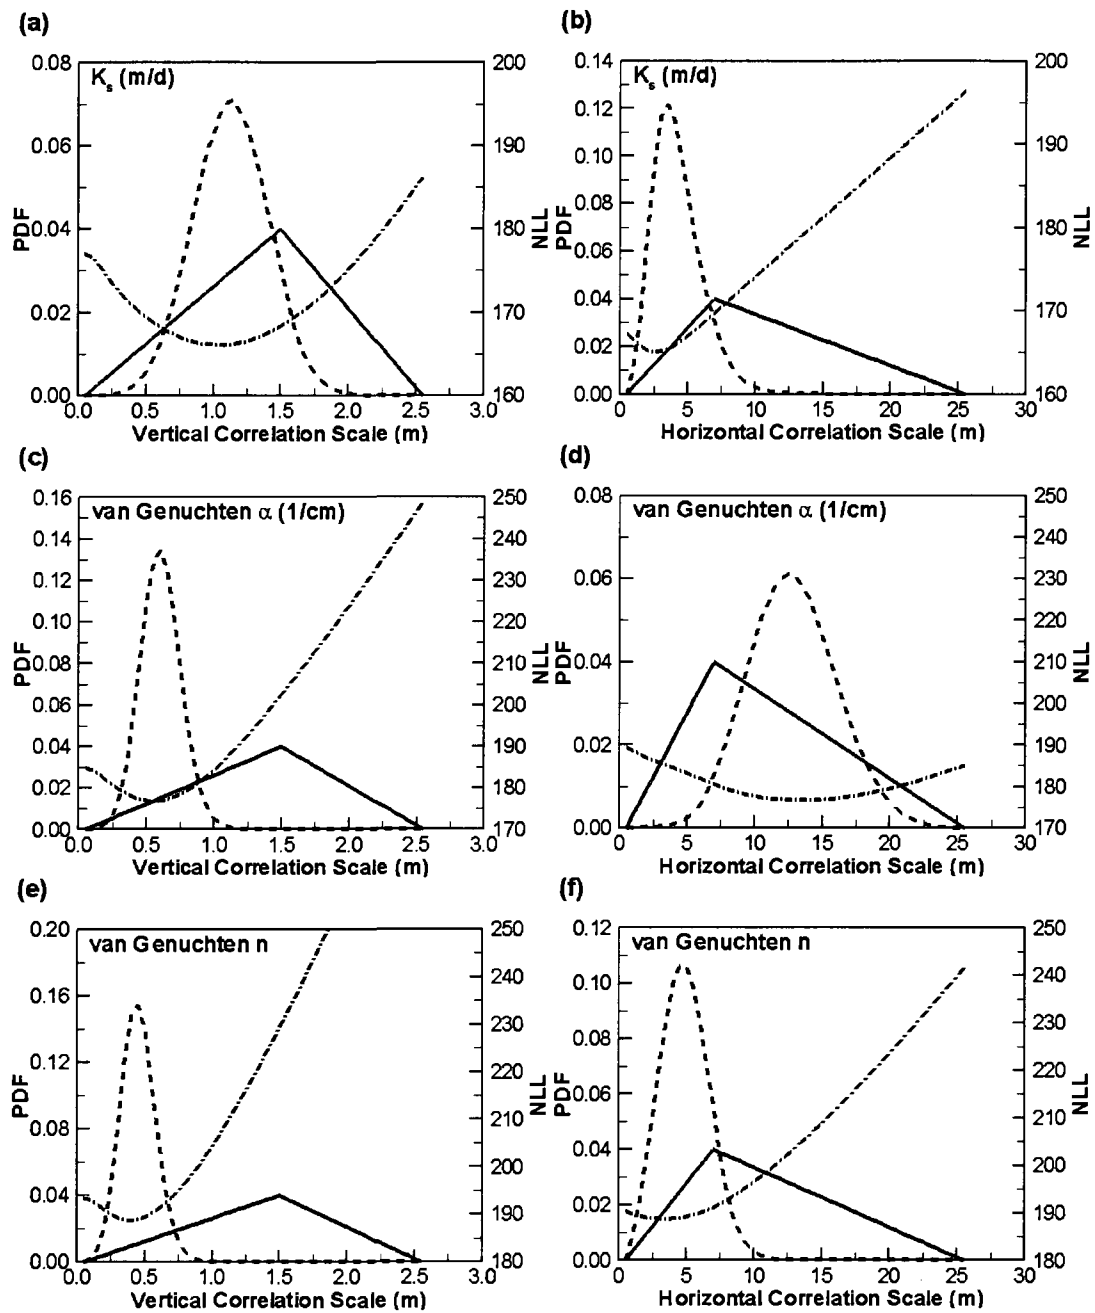 (a)
K_s (m/d)
0.08
0.06
0.04
0.02
0.00
PDF
200
190
180
170
160
NLL
0.0 0.5 1.0 1.5 2.0 2.5 3.0
Vertical Correlation Scale (m)
(b)
K_s (m/d)
0.14
0.12
0.10
0.08
0.06
0.04
0.02
0.00
PDF
200
190
180
170
160
NLL
0 5 10 15 20 25 30
Horizontal Correlation Scale (m)
(c)
van Genuchten α (1/cm)
0.16
0.14
0.12
0.10
0.08
0.06
0.04
0.02
0.00
PDF
250
240
230
220
210
200
190
180
170
NLL
0.0 0.5 1.0 1.5 2.0 2.5 3.0
Vertical Correlation Scale (m)
(d)
van Genuchten α (1/cm)
0.08
0.06
0.04
0.02
0.00
PDF
250
240
230
220
210
200
190
180
170
NLL
0 5 10 15 20 25 30
Horizontal Correlation Scale (m)
(e)
van Genuchten n
0.20
0.16
0.12
0.08
0.04
0.00
PDF
250
240
230
220
210
200
190
180
NLL
0.0 0.5 1.0 1.5 2.0 2.5 3.0
Vertical Correlation Scale (m)
(f)
van Genuchten n
0.12
0.10
0.08
0.06
0.04
0.02
0.00
PDF
250
240
230
220
210
200
190
180
NLL
0 5 10 15 20 25 30
Horizontal Correlation Scale (m)